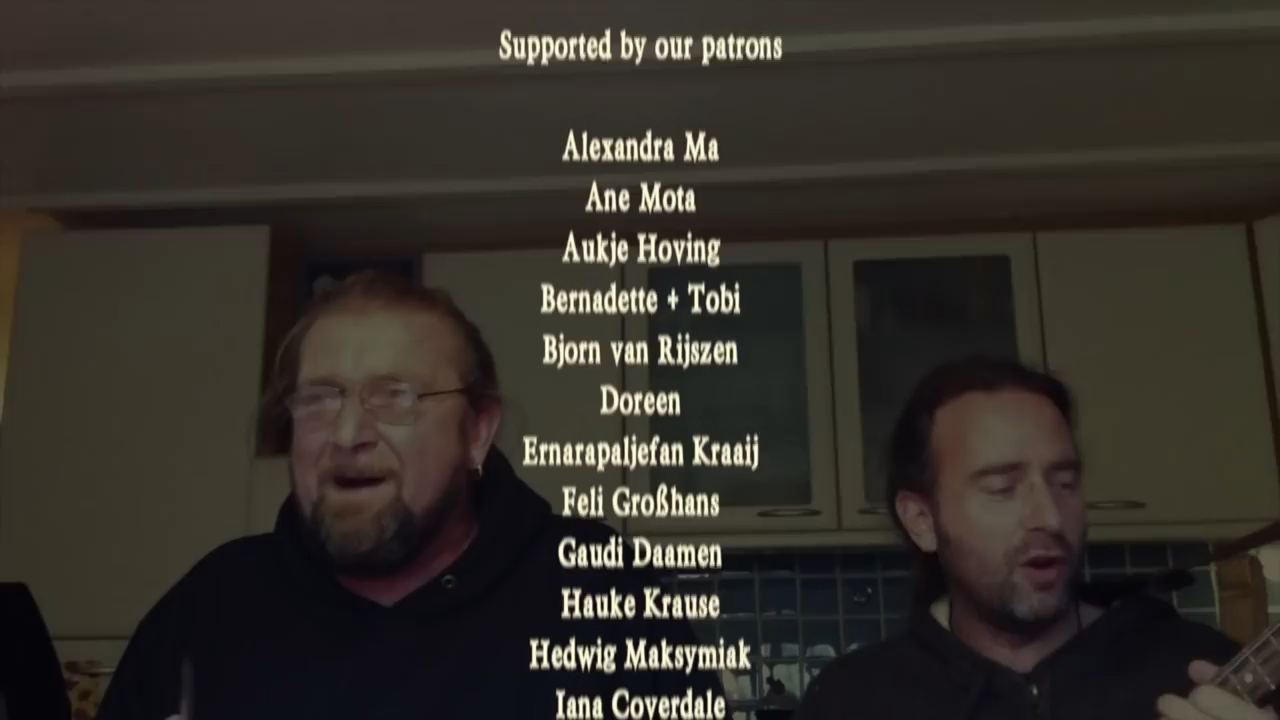 Supported by our patrons
Alexandra Ma
Ane Mota
Aukje Hoving
Bernadette + Tobi
Bjorn van Rijszen
Doreen
Ernarapaljefan Kraaij
Feli Großhans
Gaudi Daamen
Hauke Krause
Hedwig Maksymiak
Iana Coverdale